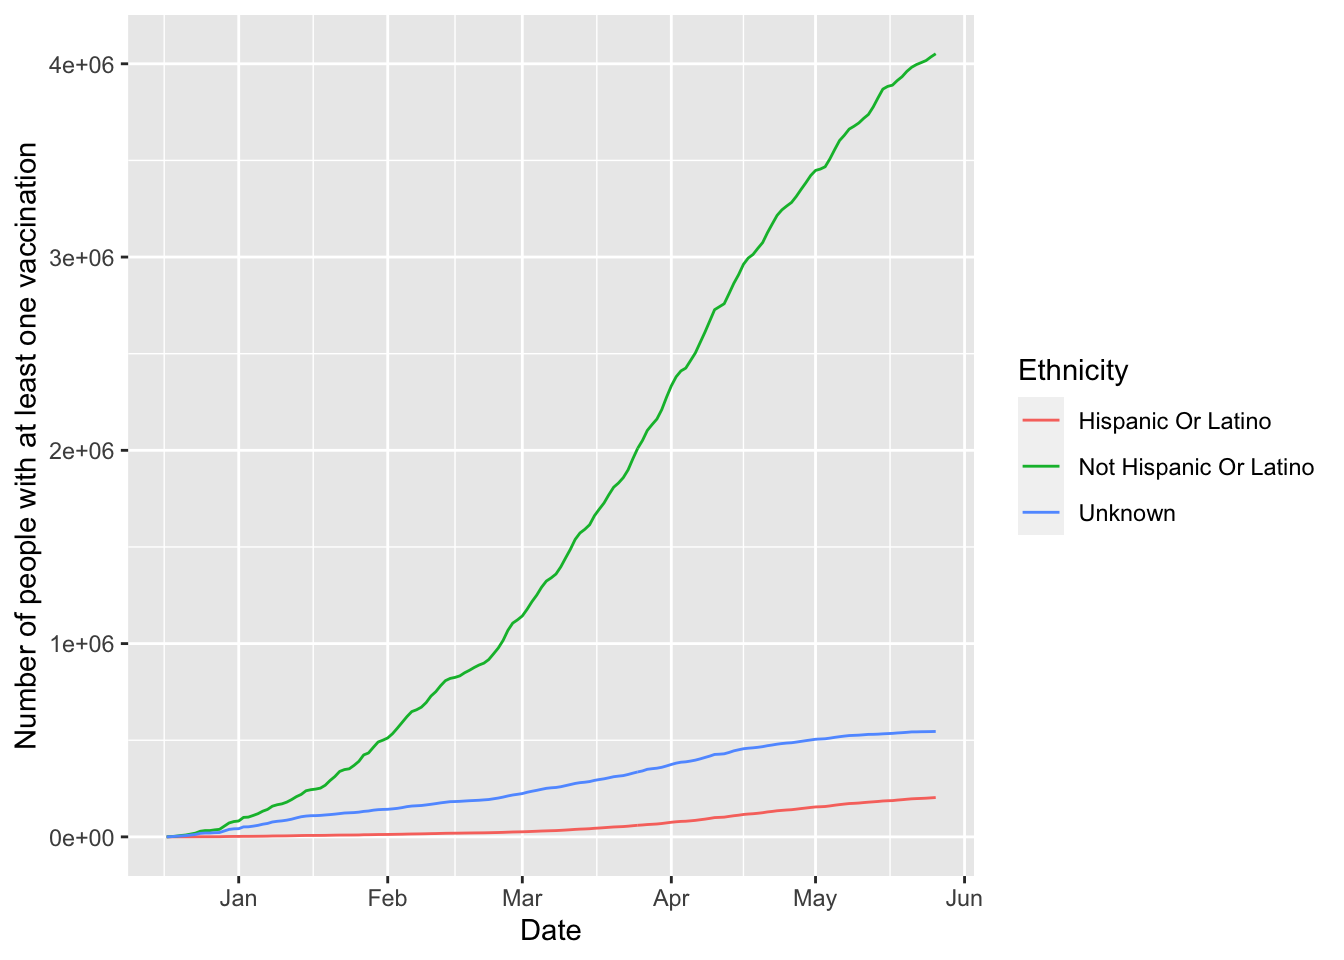 Number of people with at least one vaccination
4e+06
3e+06
2e+06
1e+06
0e+00
Jan Feb Mar Apr May Jun
Date
Ethnicity
Hispanic Or Latino
Not Hispanic Or Latino
Unknown